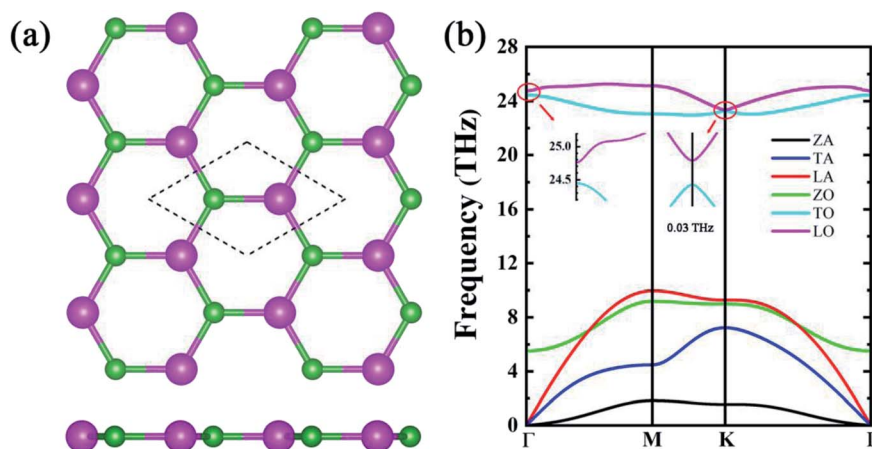 (a)
(b)
Frequency (THz)
28
24
20
16
12
8
4
0
25.0
24.5
0.03 THz
ZA
TA
LA
ZO
TO
LO
Γ
M
K